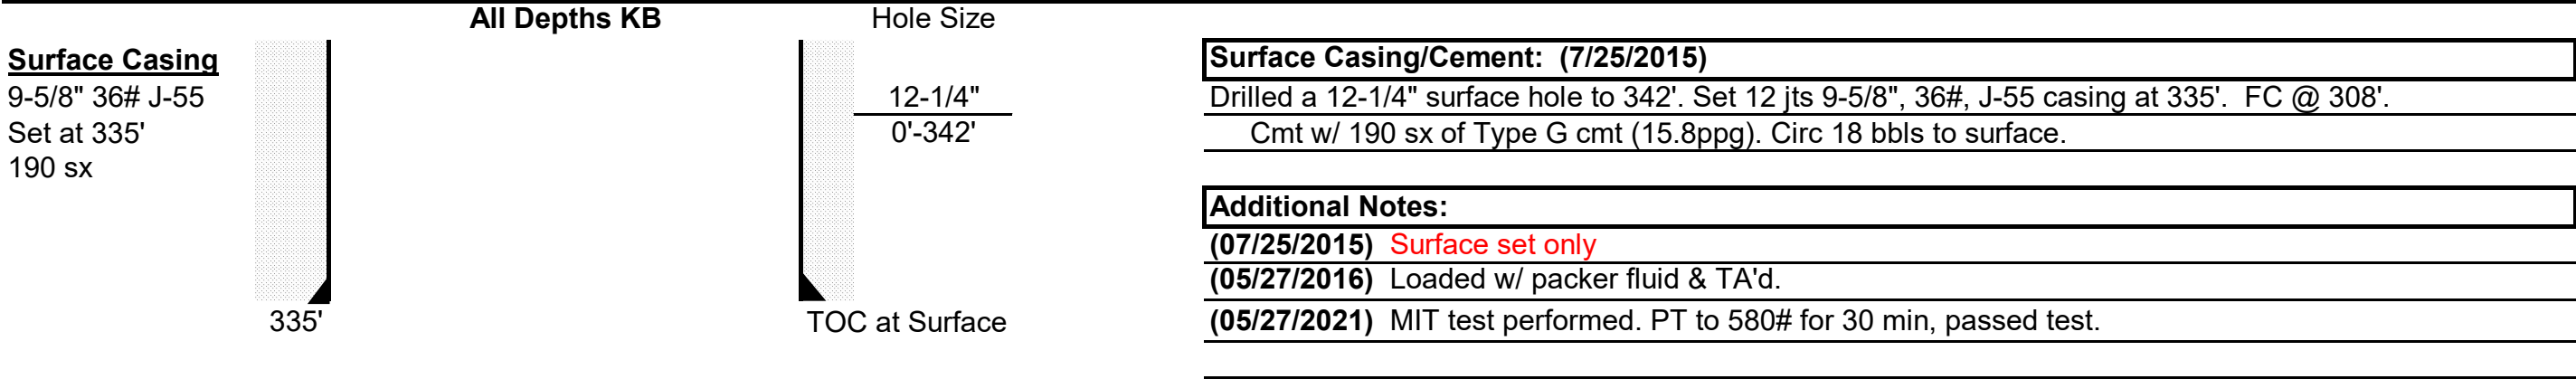 All Depths KB
Hole Size
Surface Casing
9-5/8" 36# J-55
Set at 335'
190 sx
12-1/4"
0'-342'
335'
TOC at Surface
Surface Casing/Cement: (7/25/2015)
Drilled a 12-1/4" surface hole to 342'. Set 12 jts 9-5/8", 36#, J-55 casing at 335'. FC @ 308'.
Cmt w/ 190 sx of Type G cmt (15.8ppg). Circ 18 bbls to surface.
Additional Notes:
(07/25/2015) Surface set only
(05/27/2016) Loaded w/ packer fluid & TA'd.
(05/27/2021) MIT test performed. PT to 580# for 30 min, passed test.